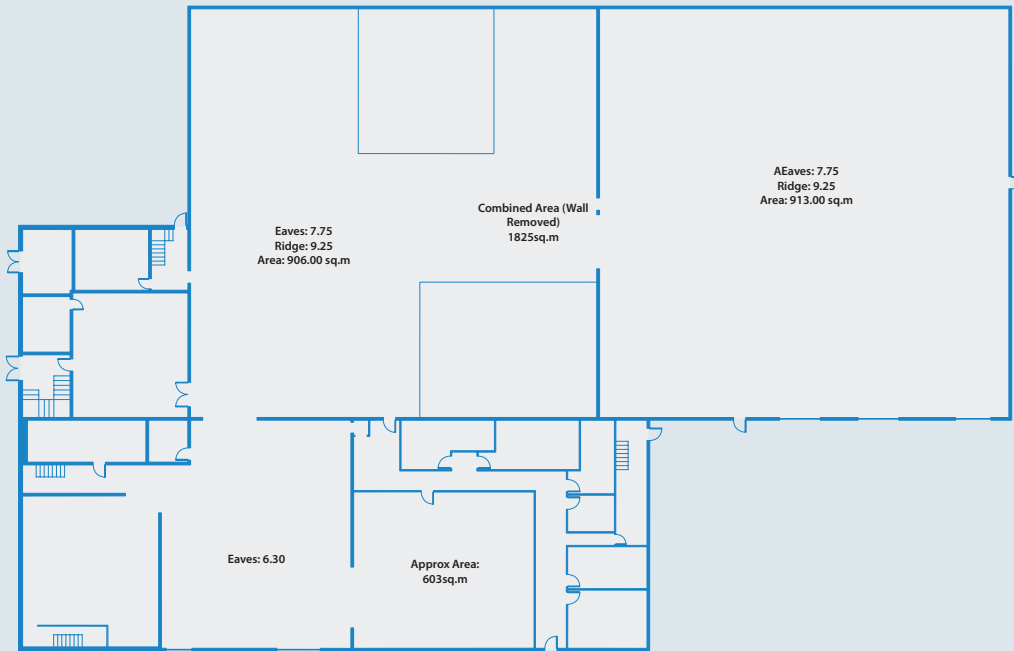 AEaves: 7.75
Ridge: 9.25
Area: 913.00 sq.m
Combined Area (Wall
Removed)
1825sq.m
Eaves: 7.75
Ridge: 9.25
Area: 906.00 sq.m
Eaves: 6.30
Approx Area:
603sq.m